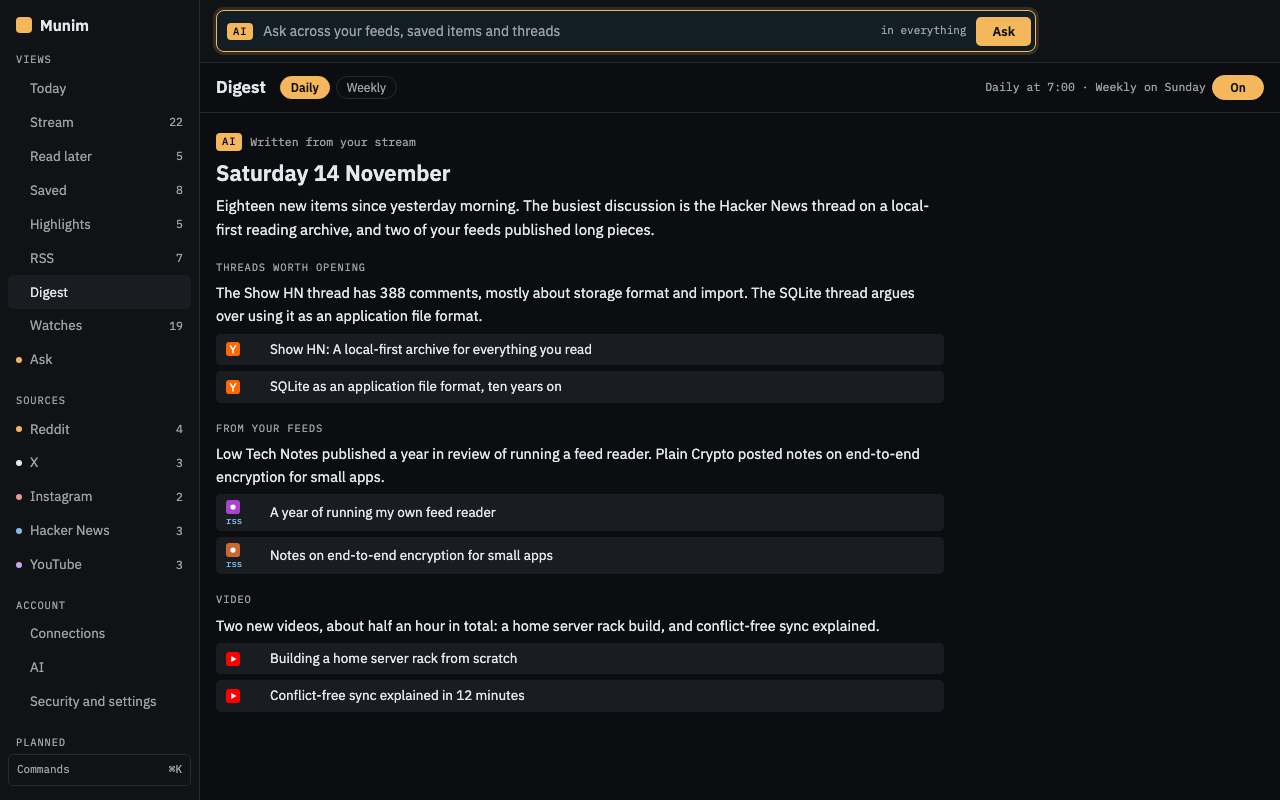 Munim
VIEWS
Today
Stream 22
Read later 5
Saved 8
Highlights 5
RSS 7
Digest
Watches 19
Ask
SOURCES
Reddit 4
X 3
Instagram 2
Hacker News 3
YouTube 3
ACCOUNT
Connections
AI
Security and settings
PLANNED
Commands ⌘K
AI Ask across your feeds, saved items and threads in everything Ask
Digest Daily Weekly Daily at 7:00 · Weekly on Sunday On
AI Written from your stream
Saturday 14 November
Eighteen new items since yesterday morning. The busiest discussion is the Hacker News thread on a local-
first reading archive, and two of your feeds published long pieces.
THREADS WORTH OPENING
The Show HN thread has 388 comments, mostly about storage format and import. The SQLite thread argues
over using it as an application file format.
Y Show HN: A local-first archive for everything you read
Y SQLite as an application file format, ten years on
FROM YOUR FEEDS
Low Tech Notes published a year in review of running a feed reader. Plain Crypto posted notes on end-to-end
encryption for small apps.
rss A year of running my own feed reader
rss Notes on end-to-end encryption for small apps
VIDEO
Two new videos, about half an hour in total: a home server rack build, and conflict-free sync explained.
Building a home server rack from scratch
Conflict-free sync explained in 12 minutes